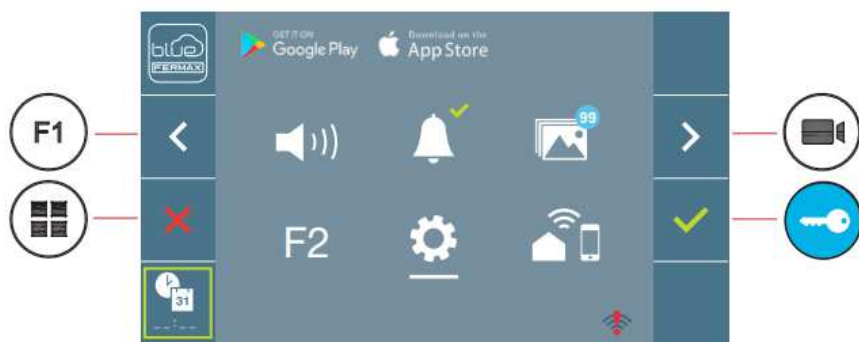 blue
FERMAX
GET IT ON
Google Play
Download on the
App Store
99
F1
F2
31
--:--